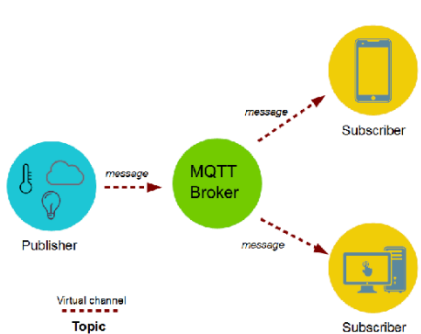 message
Subscriber
message
MQTT
Broker
Publisher
message
Subscriber
Virtual channel
Topic